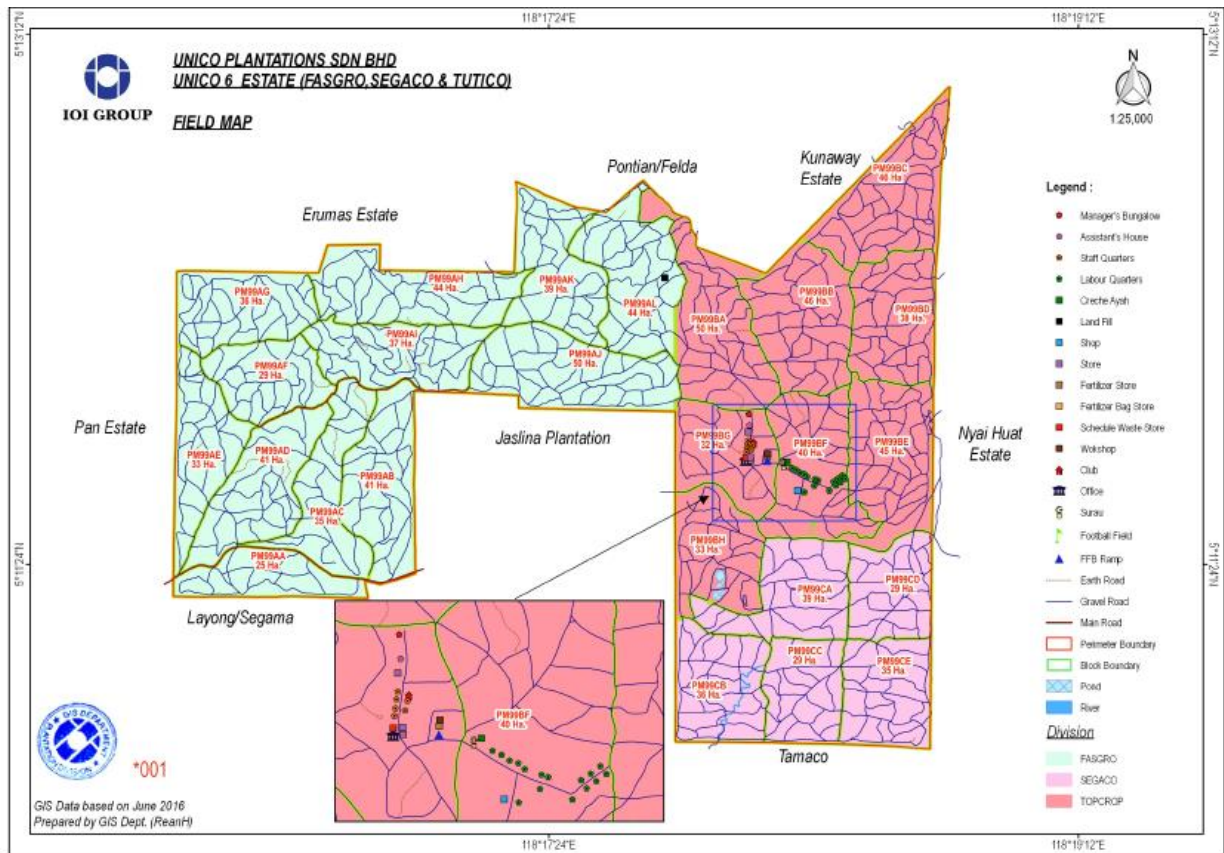 118°17'24"E
118°19'12"E
5°13'12"N
5°13'12"N
UNICO PLANTATIONS SDN BHD
UNICO 6 ESTATE (FASGRO,SEGACO & TUTICO)
IOI GROUP
FIELD MAP
N
1:25,000
Pontian/Felda
Kunaway
Estate
Erumas Estate
Pan Estate
Jaslina Plantation
Nyai Huat
Estate
Layong/Segama
Tamaco
PM99BC
46 Ha.
PM99AG
36 Ha.
PM99AH
44 Ha.
PM99AK
39 Ha.
PM99AL
44 Ha.
PM99BA
50 Ha.
PM99BB
46 Ha.
PM99BD
38 Ha.
PM99AI
37 Ha.
PM99AJ
50 Ha.
PM99AF
29 Ha.
PM99AE
33 Ha.
PM99AD
41 Ha.
PM99AB
41 Ha.
PM99AC
35 Ha.
PM99AA
25 Ha.
PM99BG
32 Ha.
PM99BF
40 Ha.
PM99BE
45 Ha.
PM99BH
33 Ha.
PM99CA
39 Ha.
PM99CD
29 Ha.
PM99CC
29 Ha
PM99CE
35 Ha.
PM99CB
36 Ha.
PM99BF
40 Ha.
Legend :
Manager's Bungalow
Assistant's House
Staff Quarters
Labour Quarters
Creche Ayah
Land Fill
Shop
Store
Fertilizer Store
Fertilizer Bag Store
Schedule Waste Store
Wokshop
Club
Office
Surau
Football Field
FFB Ramp
Earth Road
Gravel Road
Main Road
Perimeter Boundary
Block Boundary
Pond
River
Division
FASGRO
SEGACO
TOPCROP
5°11'24"N
5°11'24"N
GIS DEPARTMENT
PLANTATION DIVISION
*001
GIS Data based on June 2016
Prepared by GIS Dept. (ReanH)
118°17'24"E
118°19'12"E